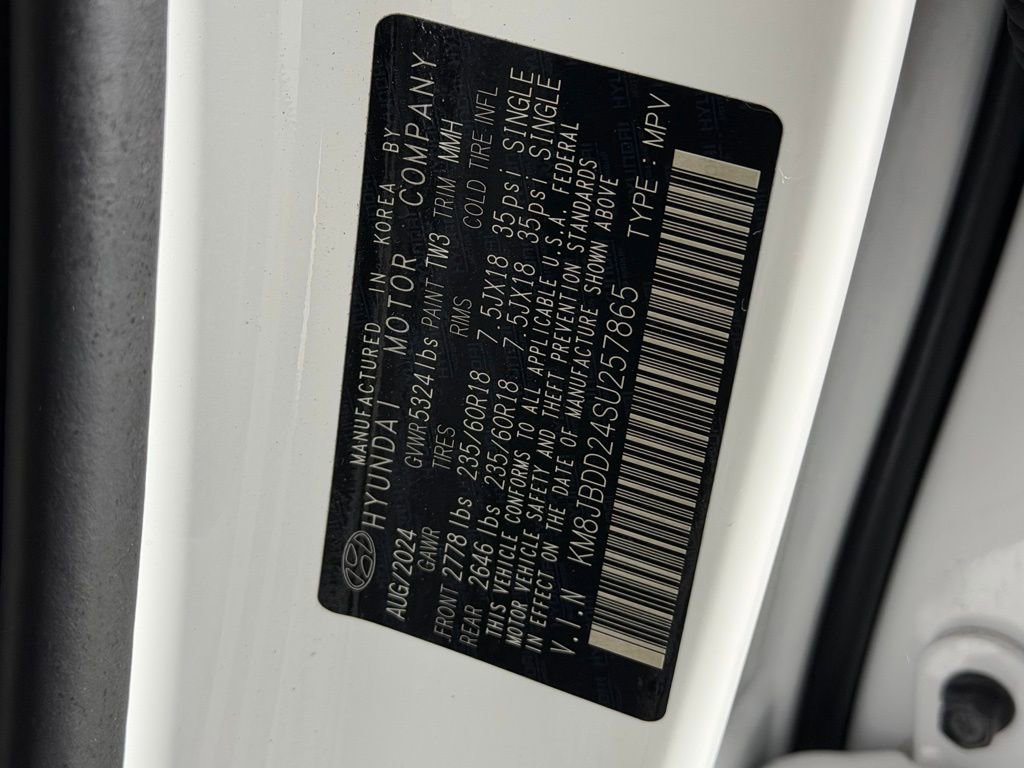 MANUFACTURED IN KOREA BY
HYUNDAI MOTOR COMPANY
AUG/2024 GVWR5324 lbs PAINT TW3 TRIM MMH
GAWR TIRES RMS COLD TIRE INFL
FRONT 2778 lbs 235/60R18 7.5JX18 35psi SINGLE
REAR 2646 lbs 235/60R18 7.5JX18 35psi SINGLE
THIS VEHICLE CONFORMS TO ALL APPLICABLE U.S.A. FEDERAL
MOTOR VEHICLE SAFETY AND THEFT PREVENTION STANDARDS
IN EFFECT ON THE DATE OF MANUFACTURE SHOWN ABOVE
V.I.N KM8JBDD24SU257865 TYPE : MPV